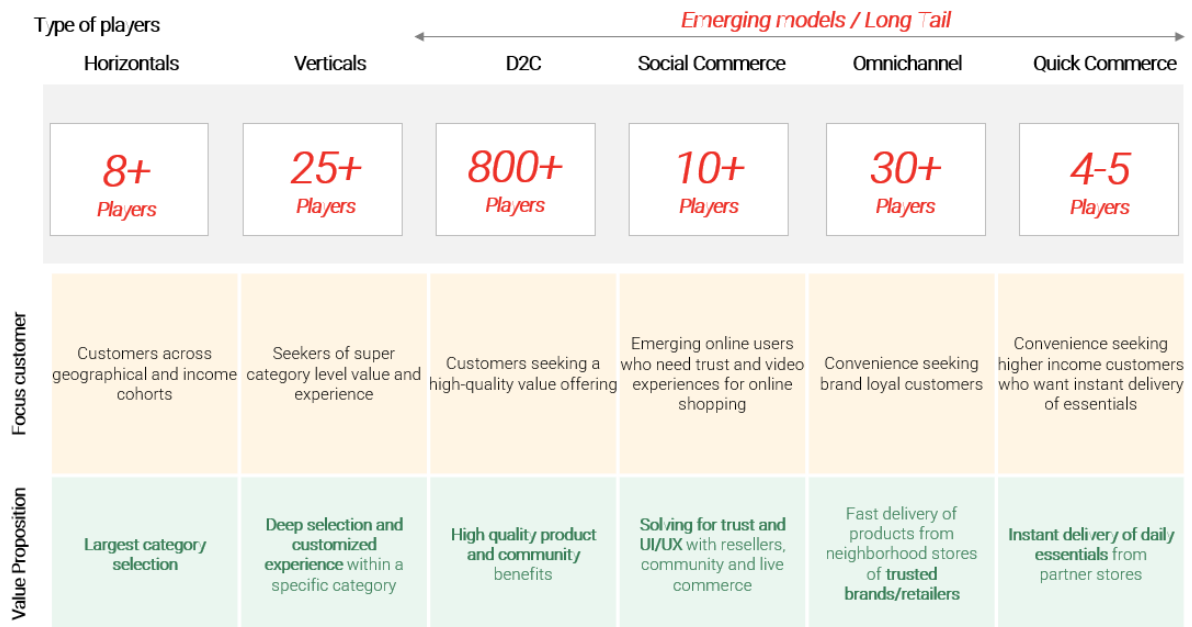 Type of players
Emerging models / Long Tail
Horizontals
Verticals
D2C
Social Commerce
Omnichannel
Quick Commerce
8+
Players
25+
Players
800+
Players
10+
Players
30+
Players
4-5
Players
Focus customer
Customers across
geographical and income
cohorts
Seekers of super
category level value and
experience
Customers seeking a
high-quality value offering
Emerging online users
who need trust and video
experiences for online
shopping
Convenience seeking
brand loyal customers
Convenience seeking
higher income customers
who want instant delivery
of essentials
Value Proposition
Largest category
selection
Deep selection and
customized
experience within a
specific category
High quality product
and community
benefits
Solving for trust and
UI/UX with resellers,
community and live
commerce
Fast delivery of
products from
neighborhood stores
of trusted
brands/retailers
Instant delivery of daily
essentials from
partner stores